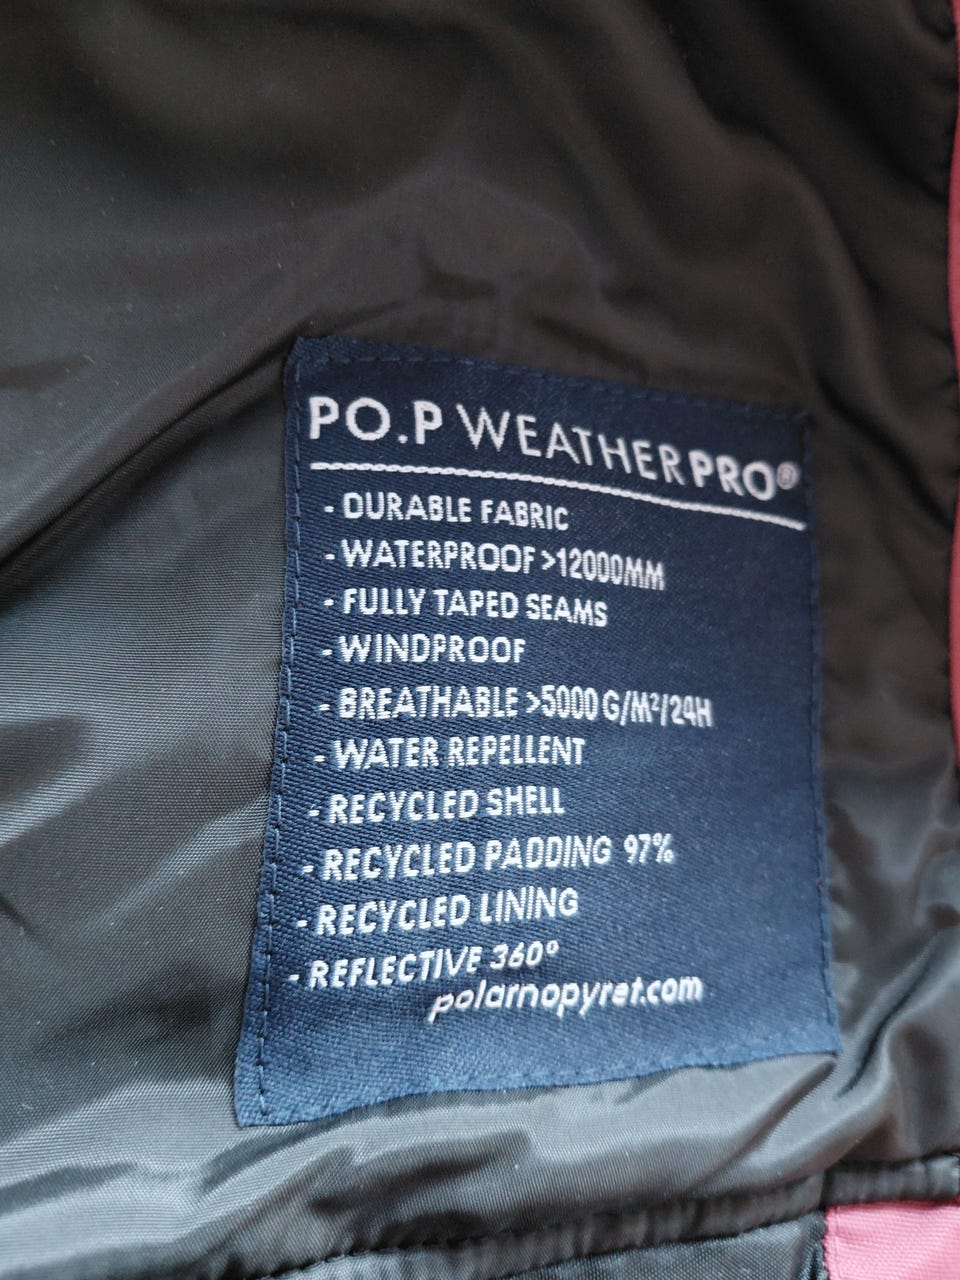 PO.P WEATHERPRO®
- DURABLE FABRIC
- WATERPROOF >12000MM
- FULLY TAPED SEAMS
- WINDPROOF
- BREATHABLE >5000 G/M²/24H
- WATER REPELLENT
- RECYCLED SHELL
- RECYCLED PADDING 97%
- RECYCLED LINING
- REFLECTIVE 360°
polarnopyret.com